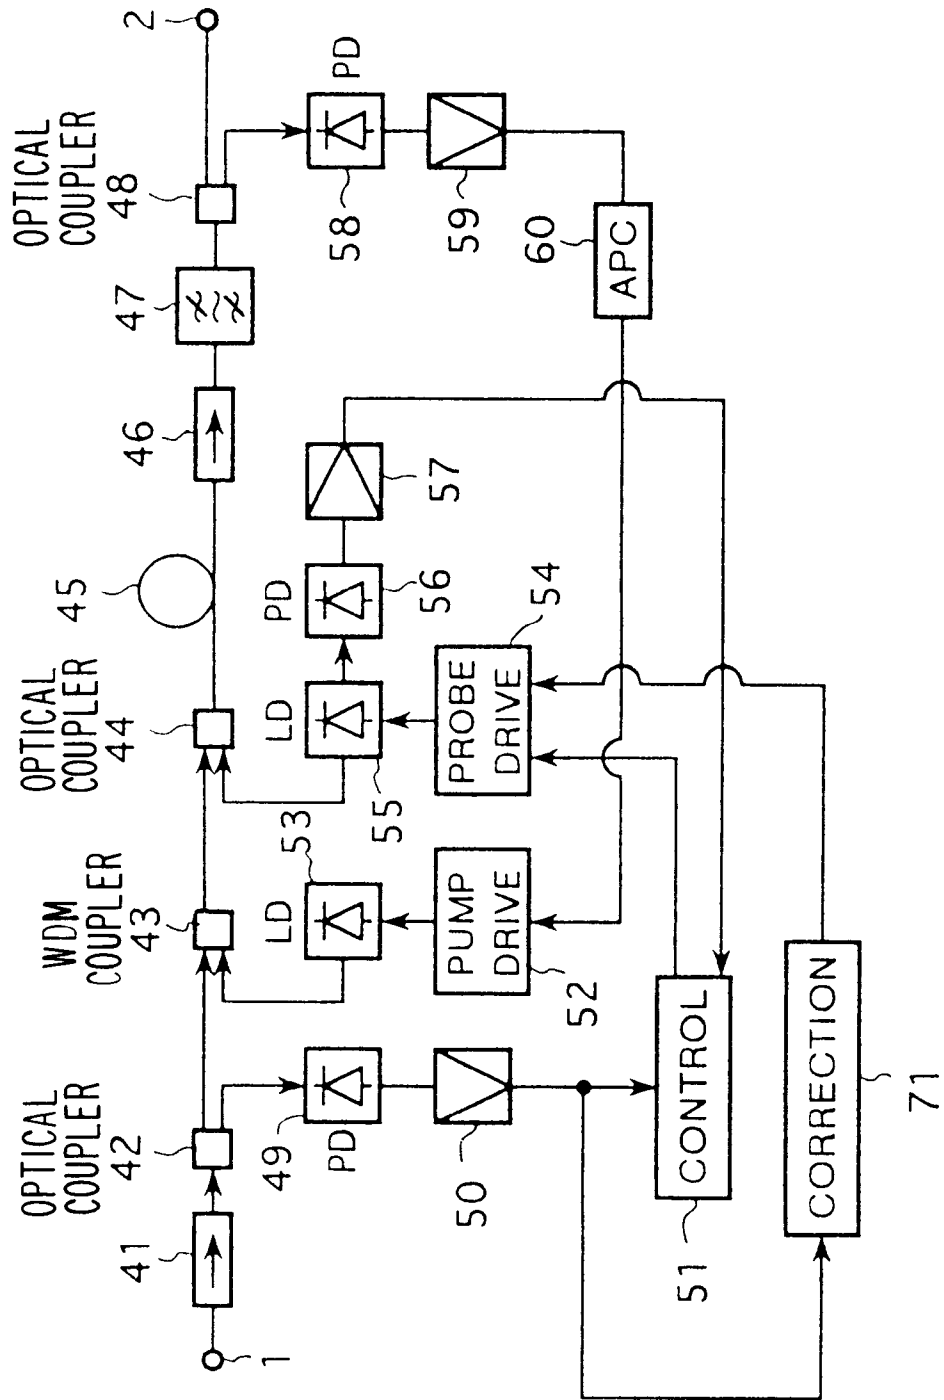 OPTICAL
COUPLER
42
WDM
COUPLER
43
OPTICAL
COUPLER
44
OPTICAL
COUPLER
48
41
45
46
47
2
1
49
PD
LD
53
LD
55
PD
56
57
58
PD
50
PUMP
DRIVE
52
PROBE
DRIVE
54
59
60
APC
51
CONTROL
CORRECTION
71